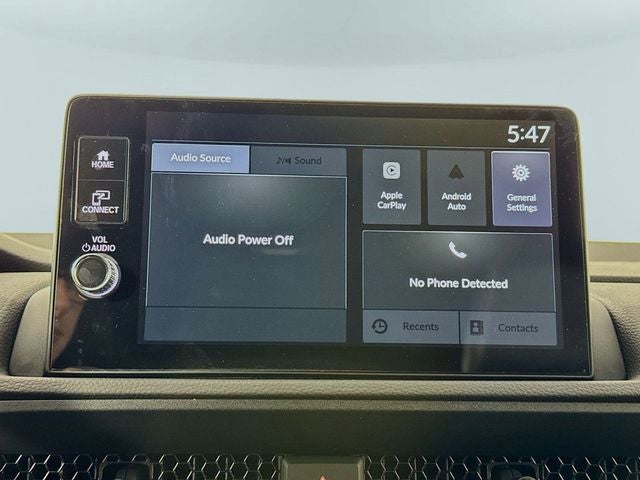 5:47
HOME
CONNECT
VOL
AUDIO
Audio Source
Sound
Audio Power Off
Apple
CarPlay
Android
Auto
General
Settings
No Phone Detected
Recents
Contacts